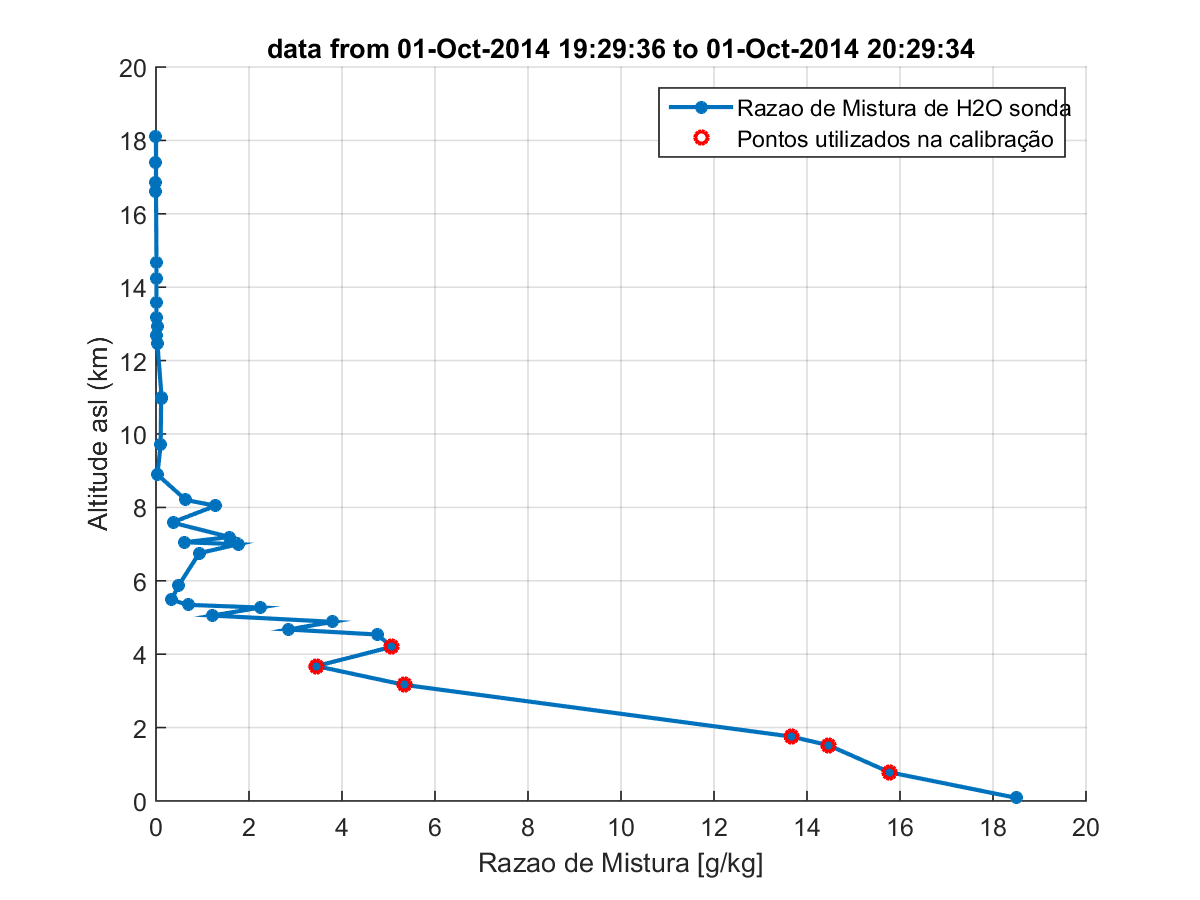 data from 01-Oct-2014 19:29:36 to 01-Oct-2014 20:29:34
Razao de Mistura de H2O sonda
Pontos utilizados na calibração
Altitude asl (km)
20
18
16
14
12
10
8
6
4
2
0
0 2 4 6 8 10 12 14 16 18 20
Razao de Mistura [g/kg]